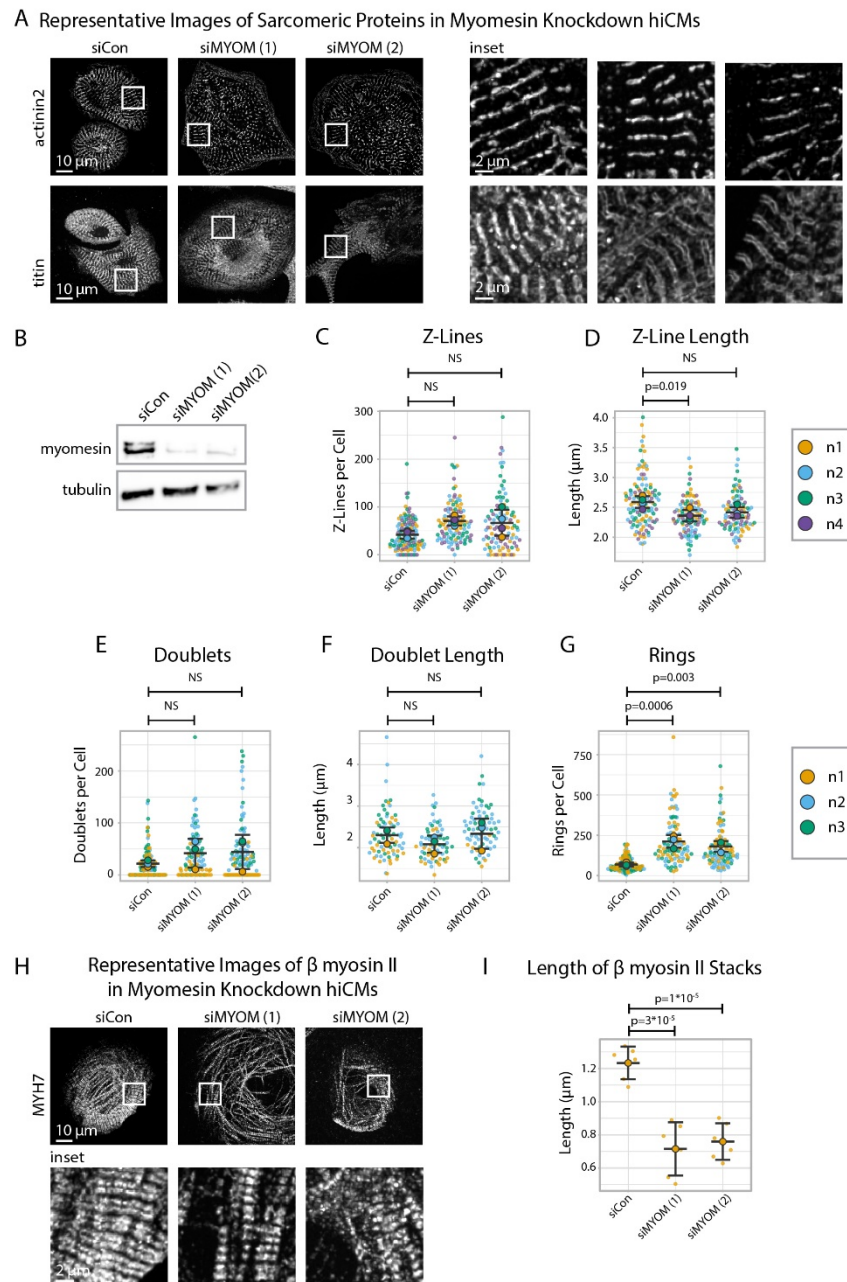 A Representative Images of Sarcomeric Proteins in Myomesin Knockdown hiCMs
siCon siMYOM (1) siMYOM (2) inset
actinin2
10 µm
2 µm
titin
10 µm
2 µm
B
siCon siMYOM (1) siMYOM(2)
myomesin
tubulin
C Z-Lines
NS
NS
Z-Lines per Cell
300
200
100
0
siCon siMYOM (1) siMYOM (2)
D Z-Line Length
NS
p=0.019
Length (µm)
4.0
3.5
3.0
2.5
2.0
siCon siMYOM (1) siMYOM (2)
n1
n2
n3
n4
E Doublets
NS
NS
Doublets per Cell
200
100
0
siCon siMYOM (1) siMYOM (2)
F Doublet Length
NS
NS
Length (µm)
4
3
2
siCon siMYOM (1) siMYOM (2)
G Rings
p=0.003
p=0.0006
Rings per Cell
750
500
250
0
siCon siMYOM (1) siMYOM (2)
n1
n2
n3
H Representative Images of β myosin II
in Myomesin Knockdown hiCMs
siCon siMYOM (1) siMYOM (2)
MYH7
10 µm
inset
2 µm
I Length of β myosin II Stacks
p=1*10⁻⁵
p=3*10⁻⁵
Length (µm)
1.2
1.0
0.8
0.6
siCon siMYOM (1) siMYOM (2)